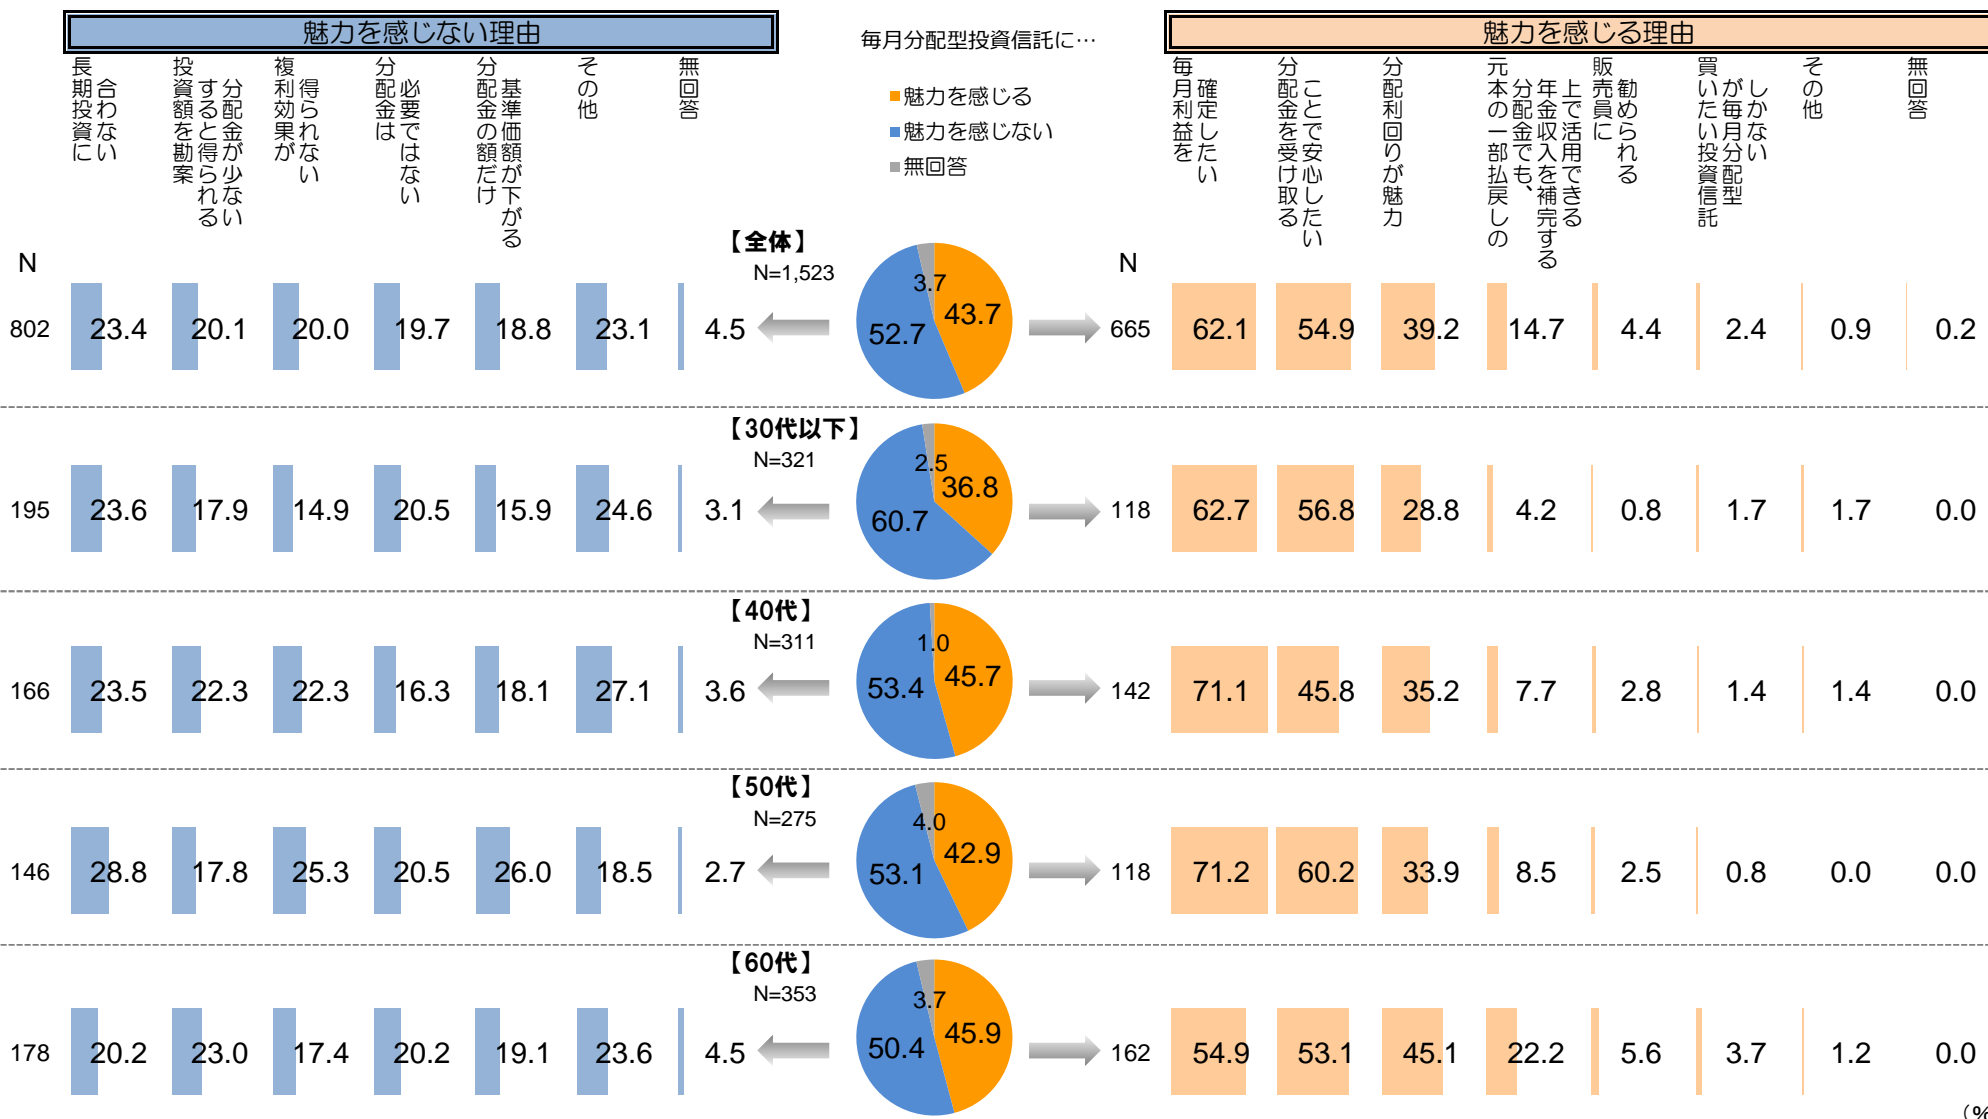 魅力を感じない理由
毎月分配型投資信託に…
魅力を感じる
魅力を感じない
無回答
魅力を感じる理由
長期投資に
合わない
投資額を勘案
すると得られる
分配金が少ない
複利効果が
得られない
分配金は
必要ではない
分配金の額だけ
基準価額が下がる
その他
無回答
毎月利益を
確定したい
分配金を受け取る
ことで安心したい
分配利回りが魅力
元本の一部払戻しの
分配金でも、
年金収入を補完する
上で活用できる
販売員に
勧められる
買いたい投資信託
が毎月分配型
しかない
その他
無回答
N
【全体】
N=1,523
N
802 23.4 20.1 20.0 19.7 18.8 23.1 4.5
3.7 43.7 52.7
665 62.1 54.9 39.2 14.7 4.4 2.4 0.9 0.2
【30代以下】
N=321
195 23.6 17.9 14.9 20.5 15.9 24.6 3.1
2.5 36.8 60.7
118 62.7 56.8 28.8 4.2 0.8 1.7 1.7 0.0
【40代】
N=311
166 23.5 22.3 22.3 16.3 18.1 27.1 3.6
1.0 45.7 53.4
142 71.1 45.8 35.2 7.7 2.8 1.4 1.4 0.0
【50代】
N=275
146 28.8 17.8 25.3 20.5 26.0 18.5 2.7
4.0 42.9 53.1
118 71.2 60.2 33.9 8.5 2.5 0.8 0.0 0.0
【60代】
N=353
178 20.2 23.0 17.4 20.2 19.1 23.6 4.5
3.7 45.9 50.4
162 54.9 53.1 45.1 22.2 5.6 3.7 1.2 0.0
(%